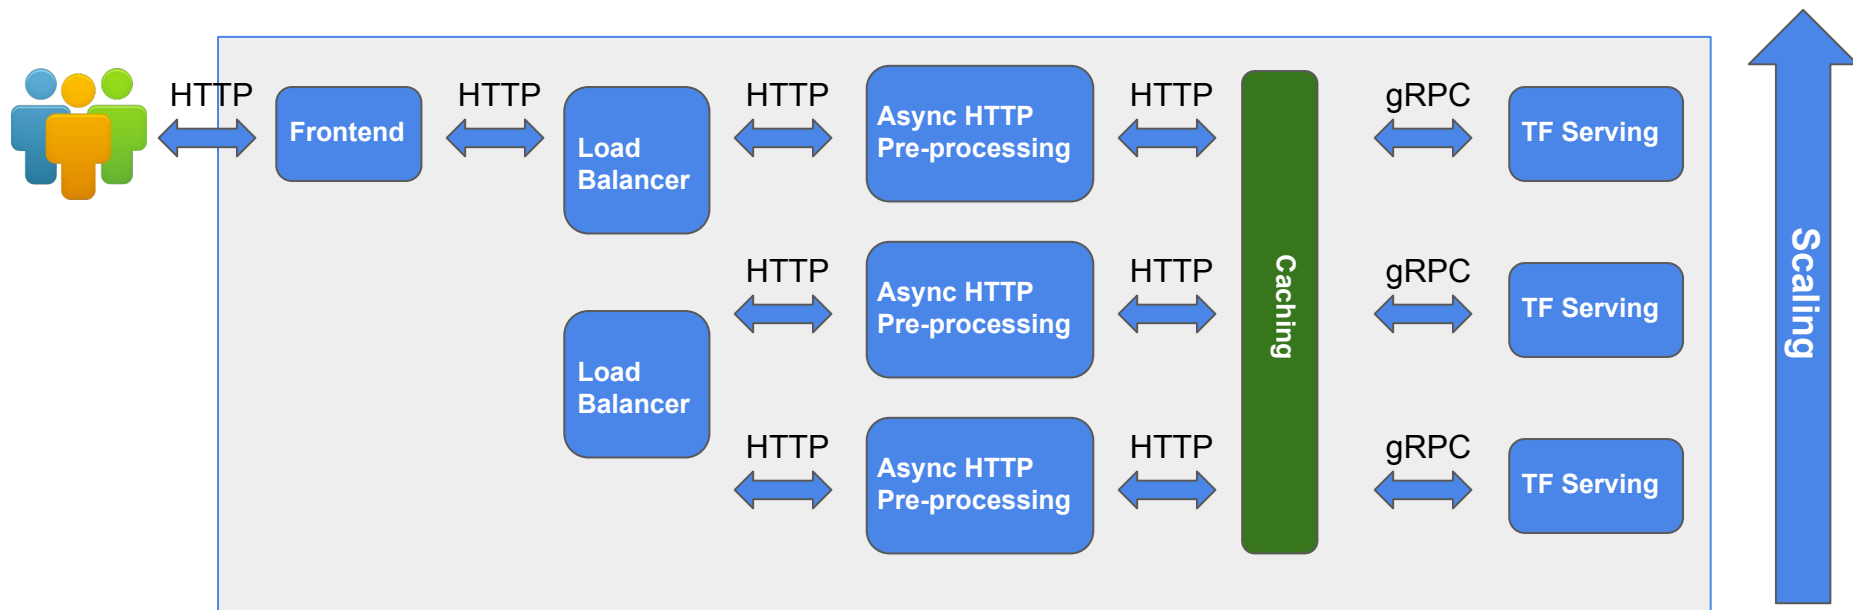 HTTP
HTTP
HTTP
HTTP
gRPC
Frontend
Load
Balancer
Async HTTP
Pre-processing
TF Serving
HTTP
HTTP
gRPC
Load
Balancer
Async HTTP
Pre-processing
Caching
TF Serving
Scaling
HTTP
HTTP
gRPC
Async HTTP
Pre-processing
TF Serving